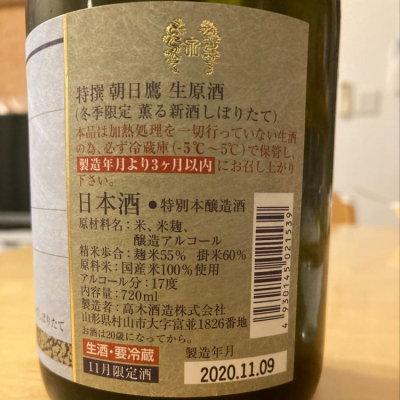 特撰 朝日鷹 生原酒
(冬季限定 薫る新酒しぼりたて)
本品は加熱処理を一切行っていない生酒
の為、必ず冷蔵庫(-5℃~5℃)で保管し、
製造年月より3ヶ月以内にお召し上がり
下さい。
日本酒 ●特別本醸造酒
原材料名:米、米麹、
醸造アルコール
精米歩合:麹米55% 掛米60%
原料米:国産米100%使用
アルコール分:17度
内容量:720ml
製造者:高木酒造株式会社
山形県村山市大字富並1826番地
お酒は20歳になってから。
生酒・要冷蔵
11月限定酒
製造年月
2020.11.09
4930145021539
しぼりたて